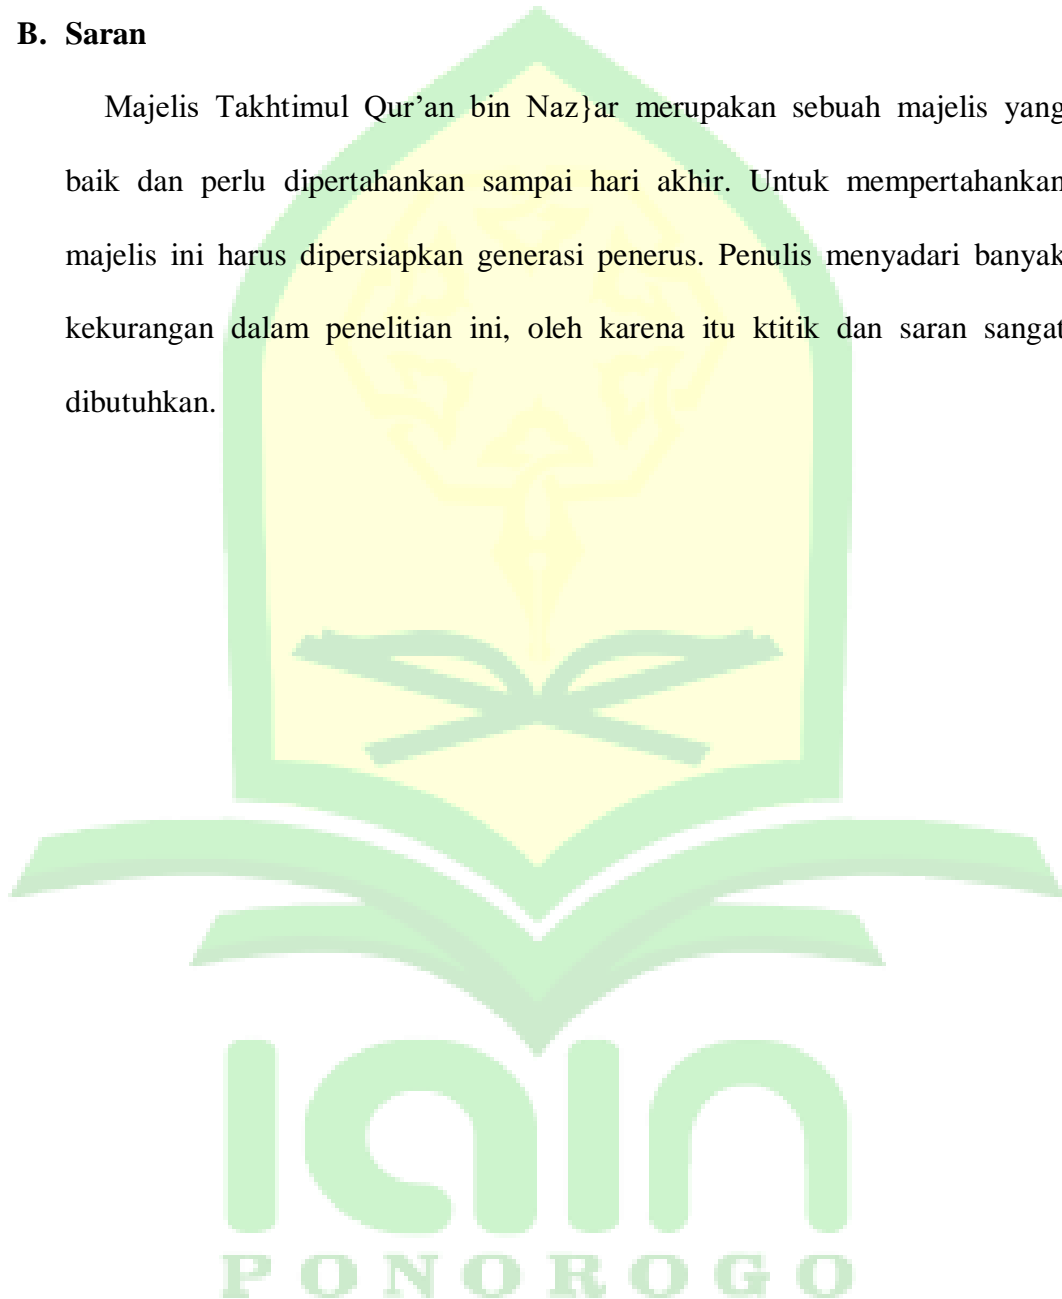 B. Saran
Majelis Takhtimul Qur’an bin Naz}ar merupakan sebuah majelis yang
baik dan perlu dipertahankan sampai hari akhir. Untuk mempertahankan
majelis ini harus dipersiapkan generasi penerus. Penulis menyadari banyak
kekurangan dalam penelitian ini, oleh karena itu ktitik dan saran sangat
dibutuhkan.
IAIN
PONOROGO